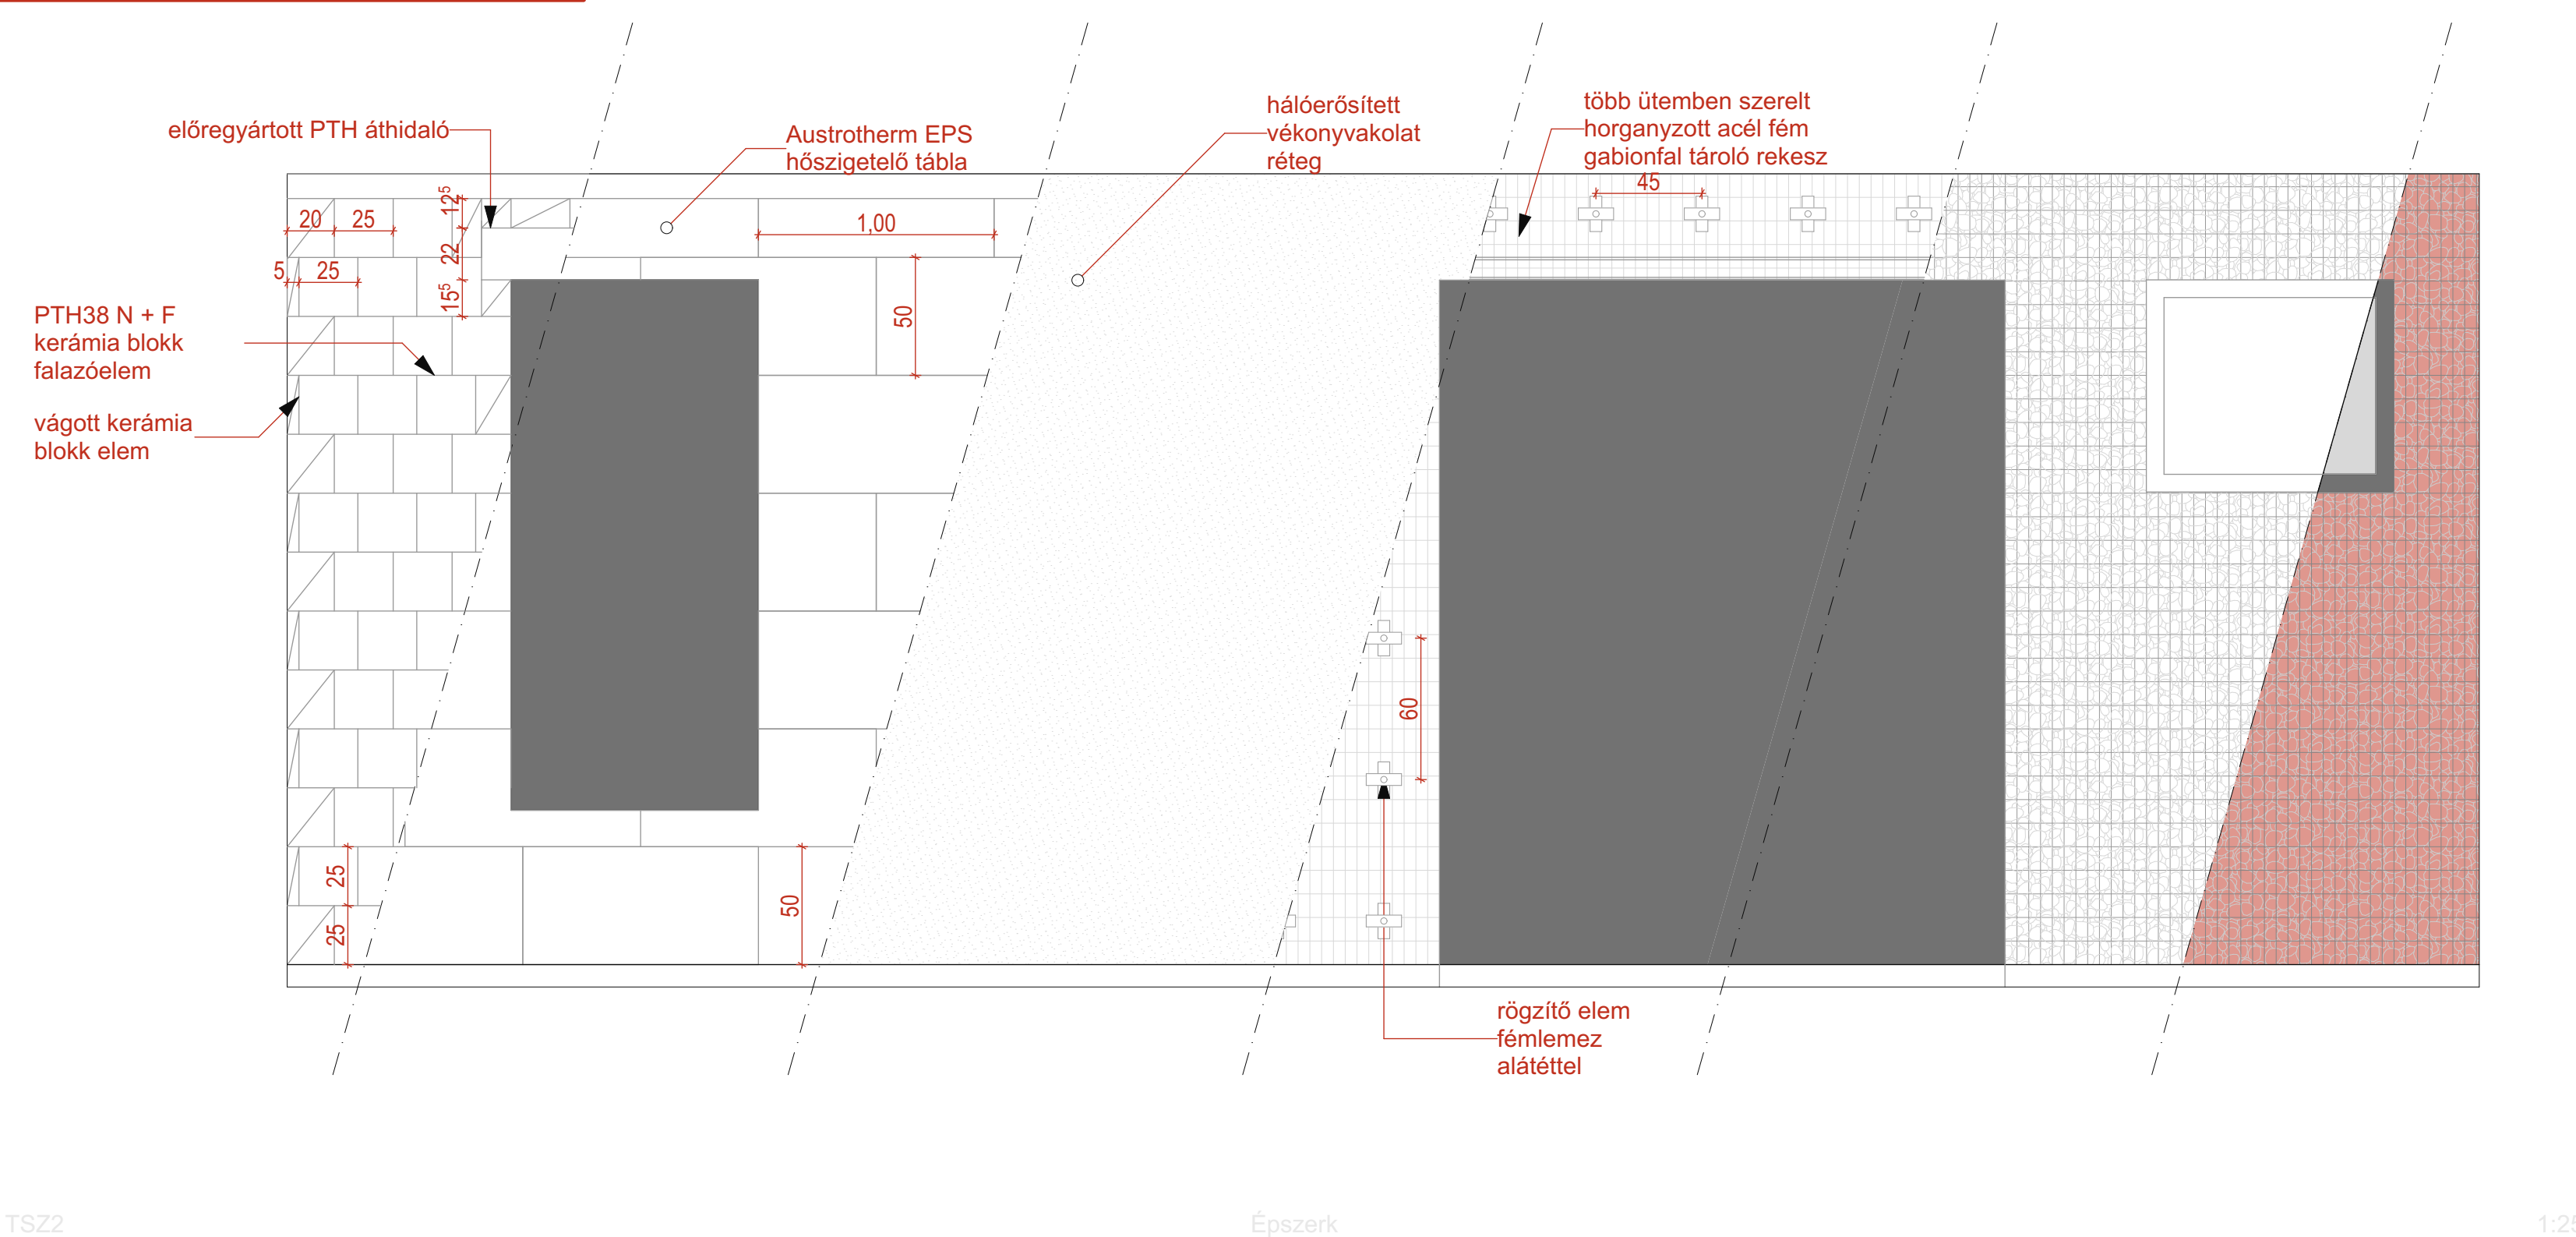 előregyártott PTH áthidaló
Austrotherm EPS
hőszigetelő tábla
hálóerősített
vékonyvakolat
réteg
több ütemben szerelt
horganyzott acél fém
gabionfal tároló rekesz
45
20
25
12⁵
22
15⁵
1,00
5
25
50
PTH38 N + F
kerámia blokk
falazóelem
vágott kerámia
blokk elem
60
25
25
50
rögzítő elem
fémlemez
alátéttel
TSZ2
Épszerk
1:25